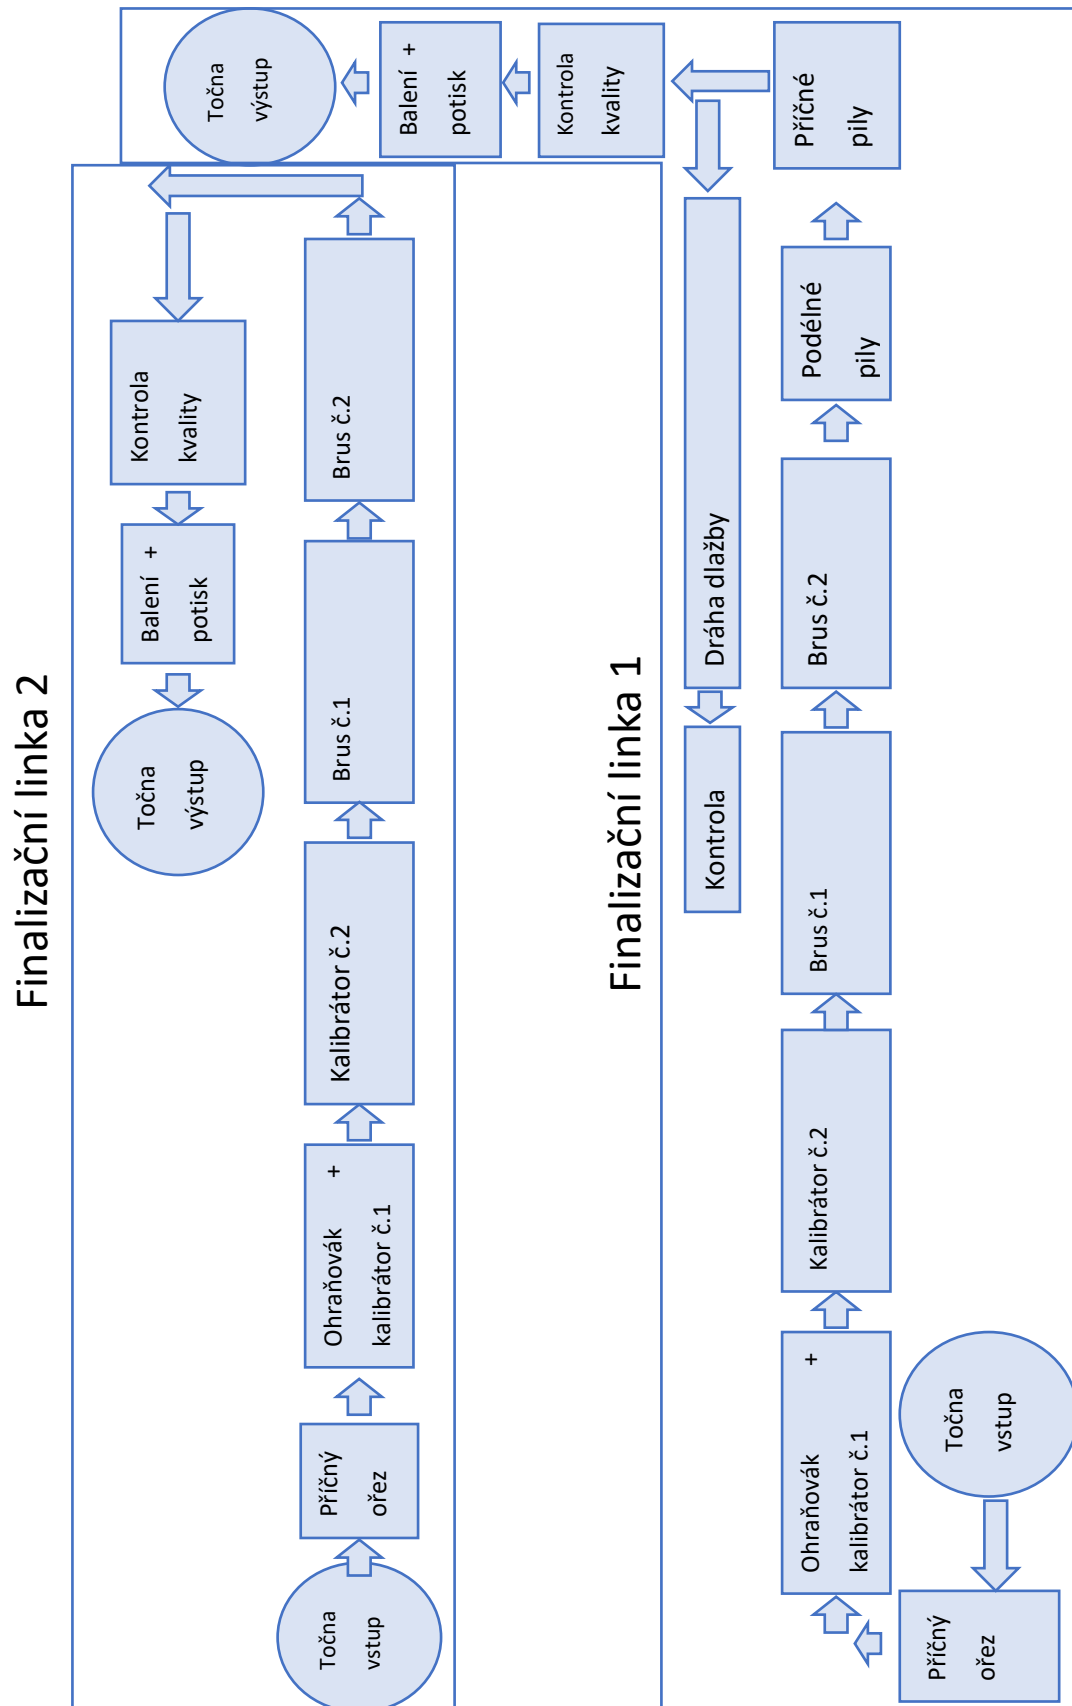 Finalizační linka 2
Točna
vstup
Příčný
ořez
Ohraňovák +
kalibrátor č.1
Kalibrátor č.2
Brus č.1
Brus č.2
Kontrola
kvality
Balení +
potisk
Točna
výstup
Finalizační linka 1
Točna
vstup
Příčný
ořez
Ohraňovák +
kalibrátor č.1
Kalibrátor č.2
Brus č.1
Brus č.2
Podélné
pily
Příčné
pily
Kontrola
kvality
Balení +
potisk
Točna
výstup
Dráha dlažby
Kontrola